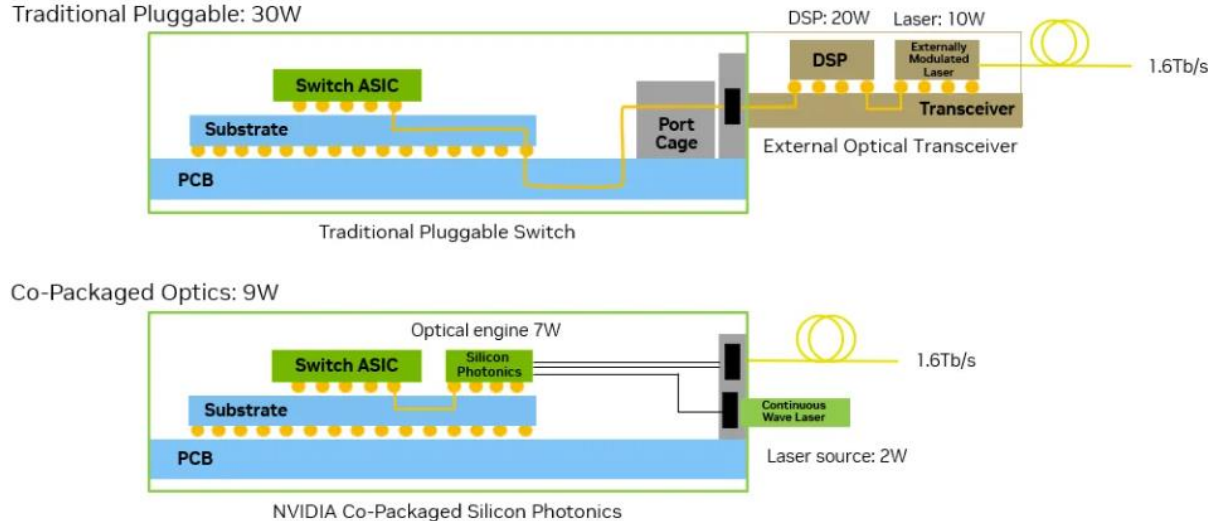 Traditional Pluggable: 30W
DSP: 20W
Laser: 10W
DSP
Externally
Modulated
Laser
1.6Tb/s
Switch ASIC
Substrate
Port
Cage
Transceiver
External Optical Transceiver
PCB
Traditional Pluggable Switch
Co-Packaged Optics: 9W
Optical engine 7W
Switch ASIC
Silicon
Photonics
1.6Tb/s
Substrate
Continuous
Wave Laser
PCB
Laser source: 2W
NVIDIA Co-Packaged Silicon Photonics